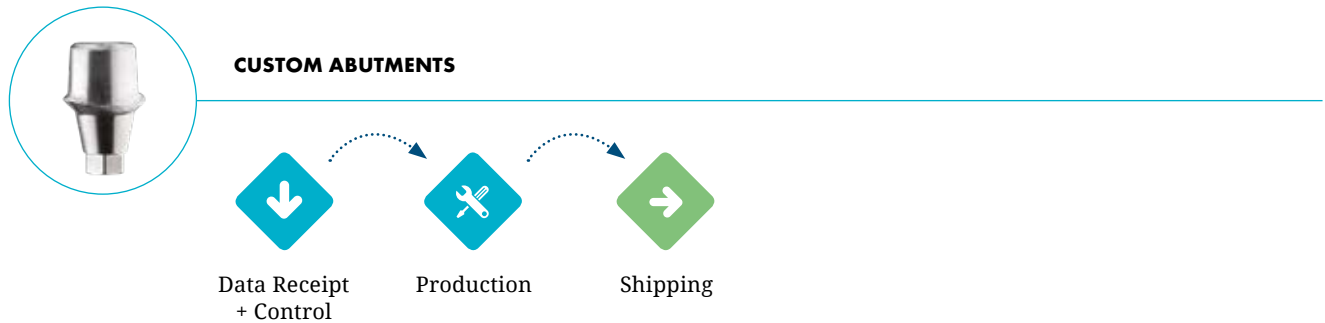 CUSTOM ABUTMENTS
Data Receipt
+ Control
Production
Shipping